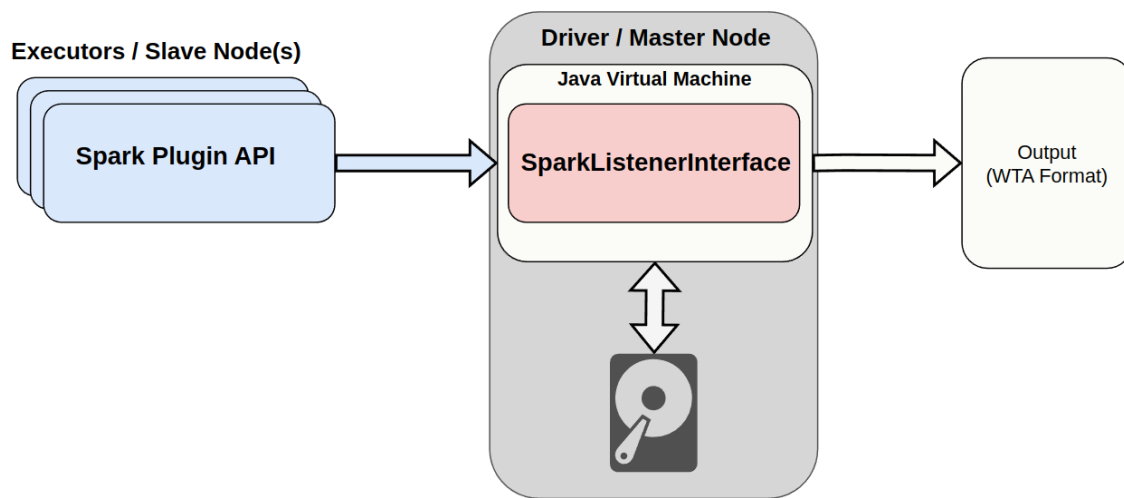 Executors / Slave Node(s)
Spark Plugin API
Driver / Master Node
Java Virtual Machine
SparkListenerInterface
Output
(WTA Format)